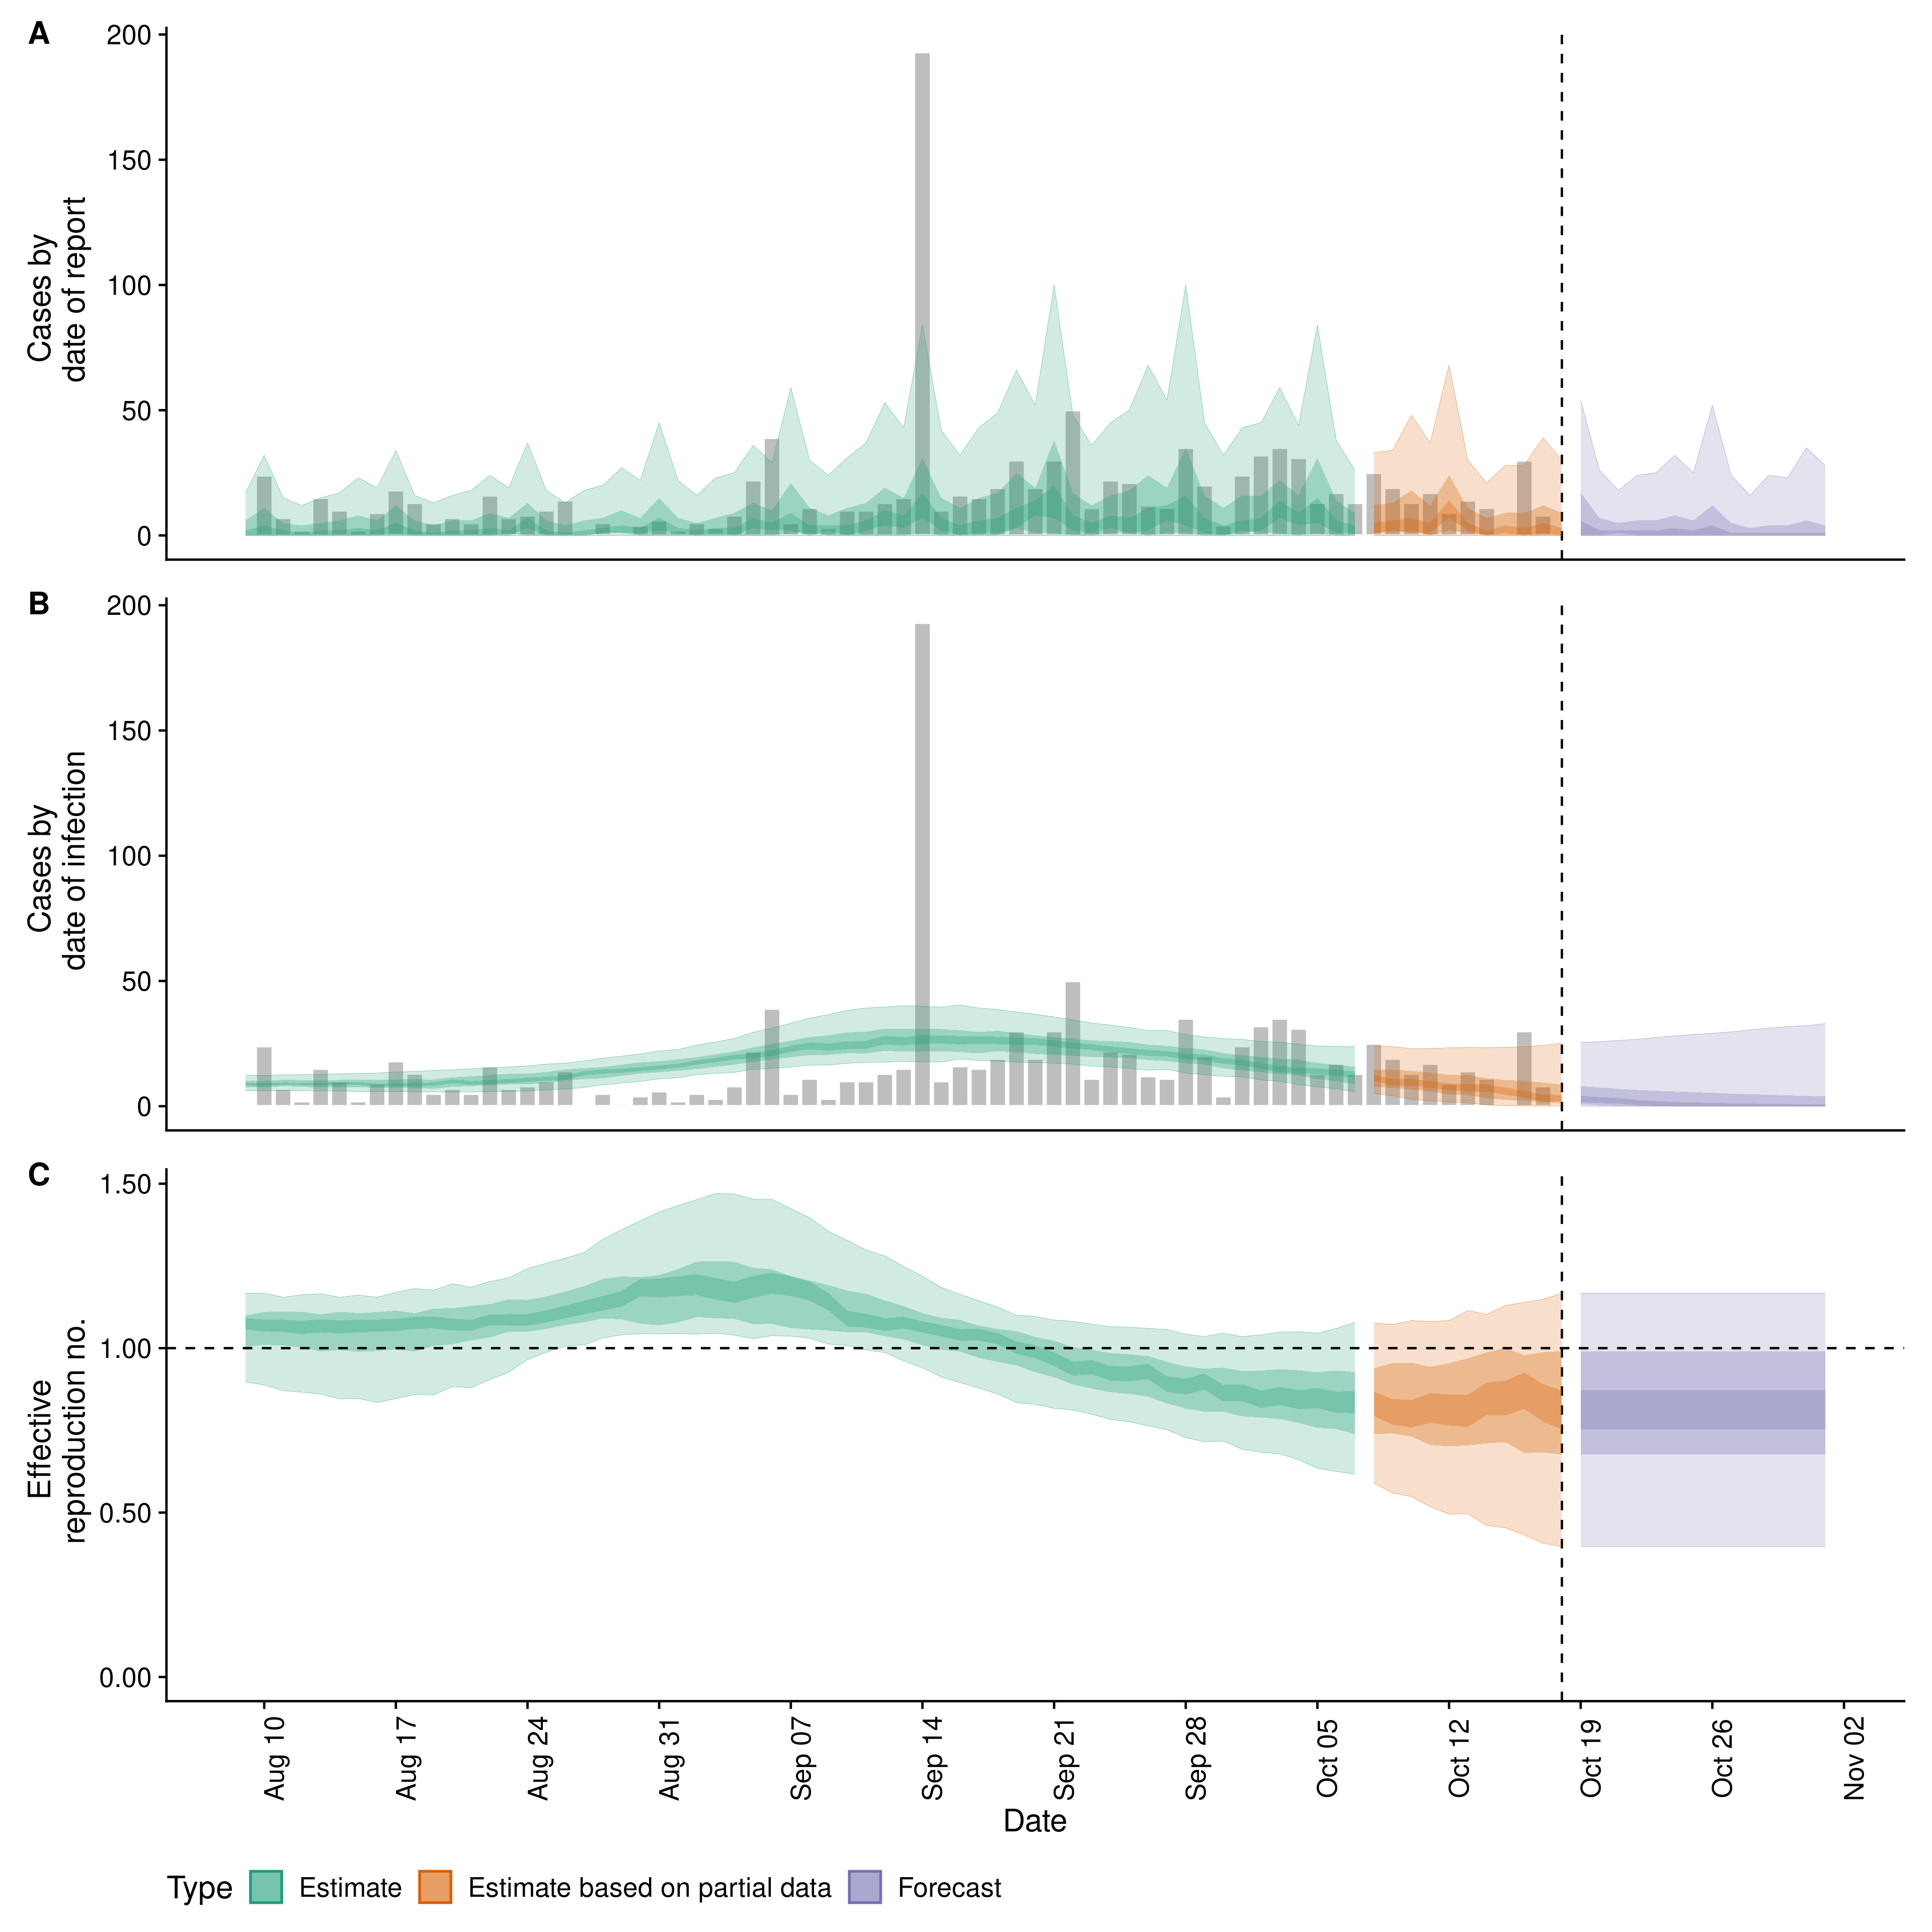 A
200
150
100
50
0
Cases by
date of report
B
200
150
100
50
0
Cases by
date of infection
C
1.50
1.00
0.50
0.00
Effective
reproduction no.
Aug 10
Aug 17
Aug 24
Aug 31
Sep 07
Sep 14
Sep 21
Sep 28
Oct 05
Oct 12
Oct 19
Oct 26
Nov 02
Date
Type Estimate Estimate based on partial data Forecast